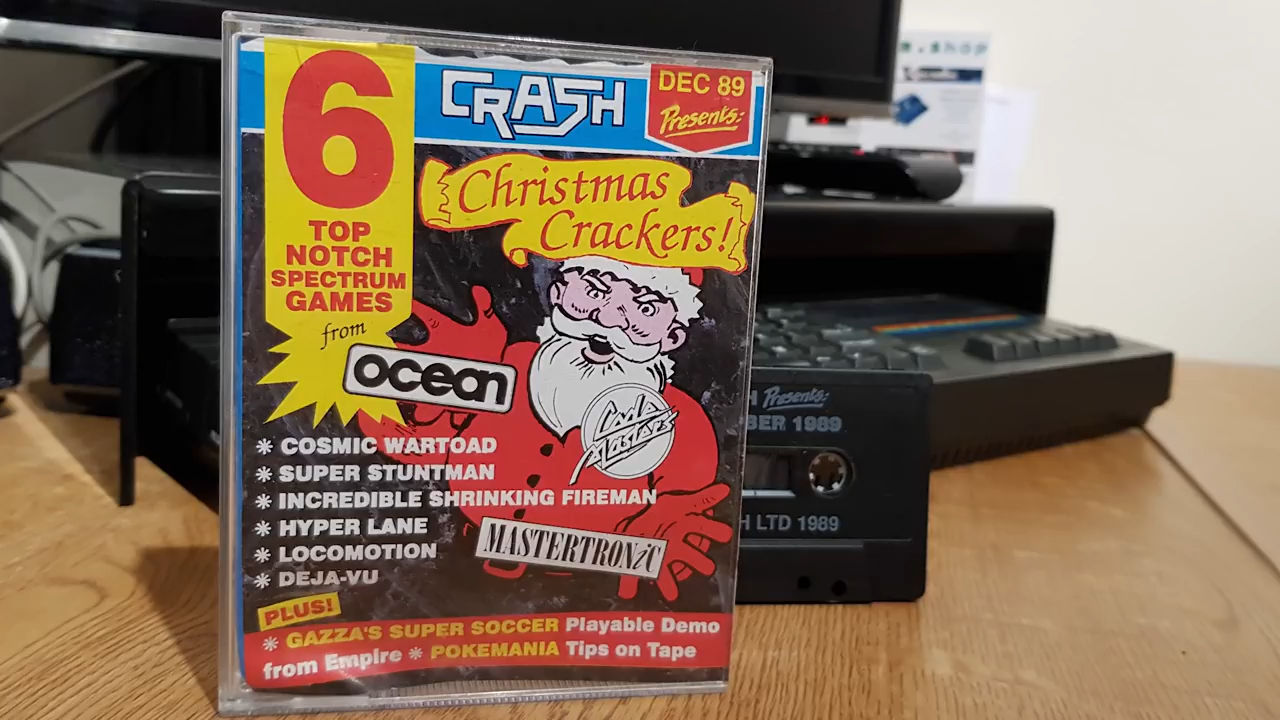 6
TOP
NOTCH
SPECTRUM
GAMES
from
CRASH
DEC 89
Presents:
Christmas
Crackers!
ocean
Code
Masters
MASTERTRONiC
* COSMIC WARTOAD
* SUPER STUNTMAN
* INCREDIBLE SHRINKING FIREMAN
* HYPER LANE
* LOCOMOTION
* DEJA-VU
PLUS!
* GAZZA'S SUPER SOCCER Playable Demo
from Empire * POKEMANIA Tips on Tape
H Presents:
BER 1989
H LTD 1989